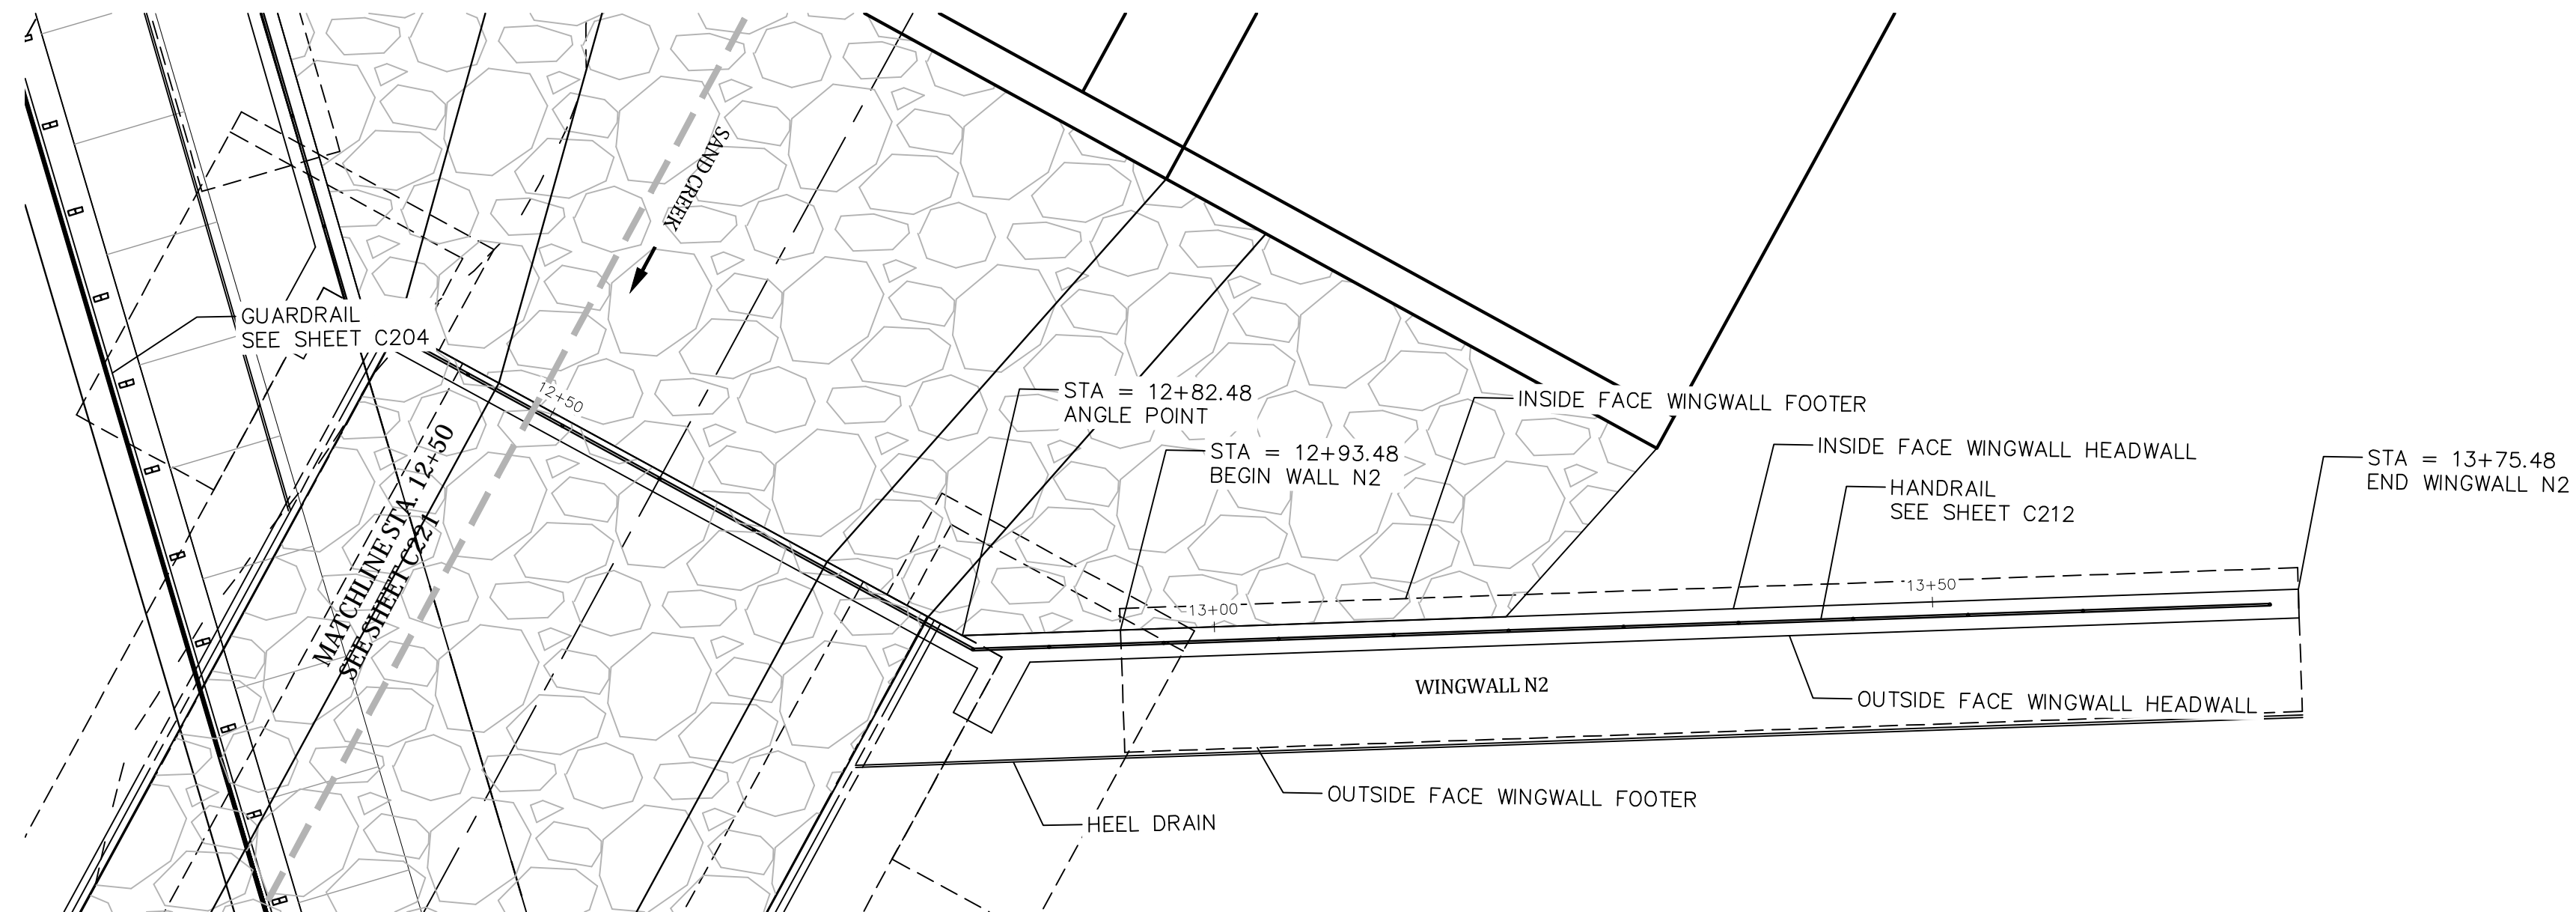 SAND CREEK
GUARDRAIL
SEE SHEET C204
12+50
MATCHLINE STA. 12+50
SEE SHEET C221
STA = 12+82.48
ANGLE POINT
STA = 12+93.48
BEGIN WALL N2
INSIDE FACE WINGWALL FOOTER
INSIDE FACE WINGWALL HEADWALL
HANDRAIL
SEE SHEET C212
STA = 13+75.48
END WINGWALL N2
13+00
13+50
WINGWALL N2
OUTSIDE FACE WINGWALL HEADWALL
OUTSIDE FACE WINGWALL FOOTER
HEEL DRAIN